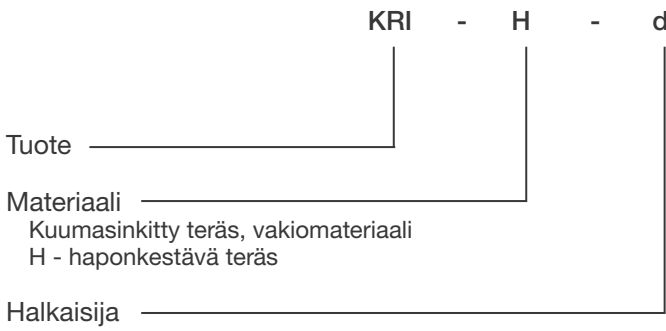 KRI - H - d
Tuote
Materiaali
Kuumasinkitty teräs, vakiomateriaali
H - haponkestävä teräs
Halkaisija